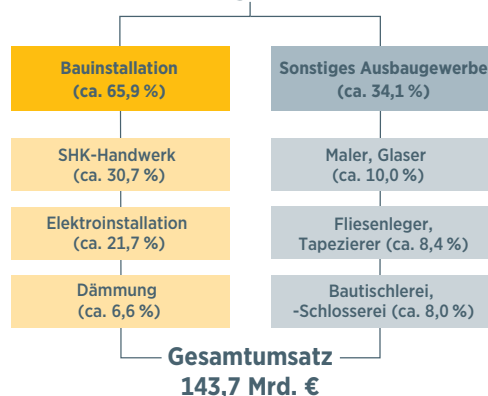 Bauinstallation
(ca. 65,9 %)
Sonstiges Ausbaugewerbe
(ca. 34,1 %)
SHK-Handwerk
(ca. 30,7 %)
Maler, Glaser
(ca. 10,0 %)
Elektroinstallation
(ca. 21,7 %)
Fliesenleger,
Tapezierer (ca. 8,4 %)
Dämmung
(ca. 6,6 %)
Bautischlerei,
-Schlosserei (ca. 8,0 %)
Gesamtumsatz
143,7 Mrd. €